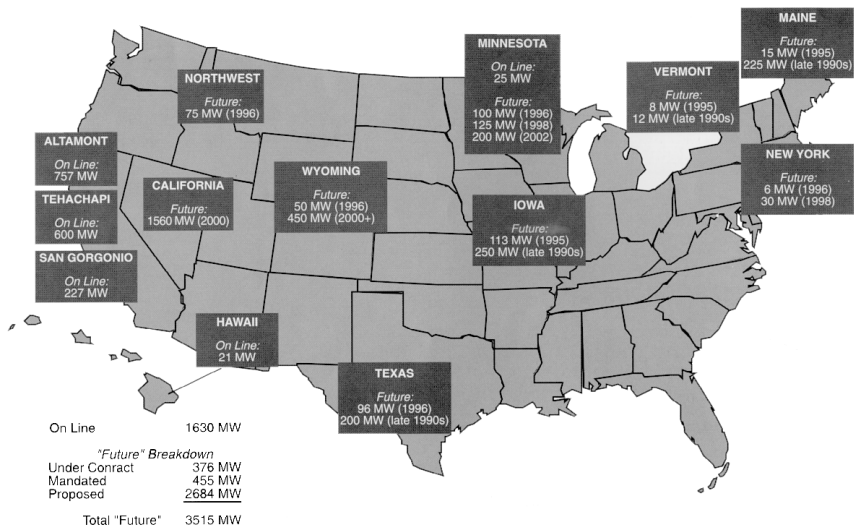 MAINE
Future:
15 MW (1995)
225 MW (late 1990s)
MINNESOTA
On Line:
25 MW
Future:
100 MW (1996)
125 MW (1998)
200 MW (2002)
VERMONT
Future:
8 MW (1995)
12 MW (late 1990s)
NORTHWEST
Future:
75 MW (1996)
ALTAMONT
On Line:
757 MW
CALIFORNIA
Future:
1560 MW (2000)
WYOMING
Future:
50 MW (1996)
450 MW (2000+)
NEW YORK
Future:
6 MW (1996)
30 MW (1998)
TEHACHAPI
On Line:
600 MW
IOWA
Future:
113 MW (1995)
250 MW (late 1990s)
SAN GORGONIO
On Line:
227 MW
HAWAII
On Line:
21 MW
TEXAS
Future:
96 MW (1996)
200 MW (late 1990s)
On Line 1630 MW
"Future" Breakdown
Under Conract 376 MW
Mandated 455 MW
Proposed 2684 MW
Total "Future" 3515 MW